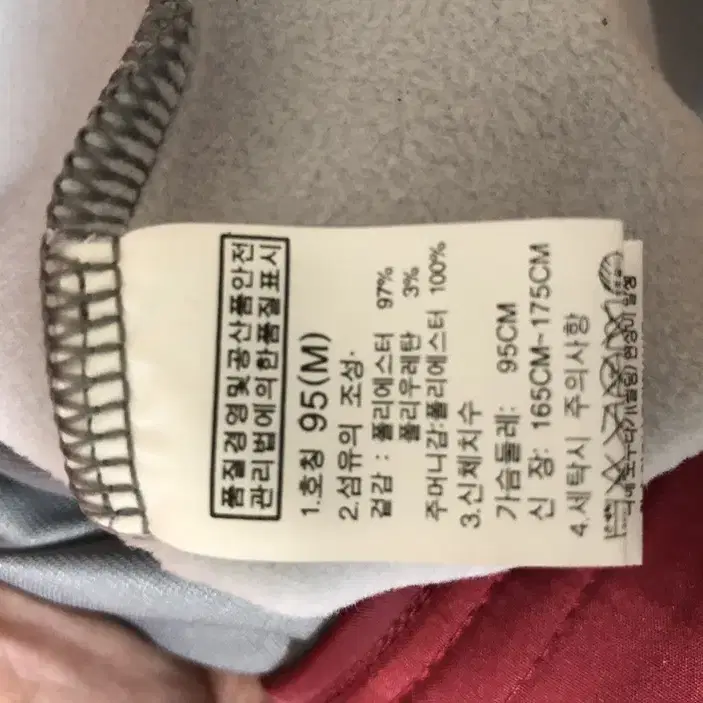 품질경영및공산품안전
관리법에의한품질표시
1.호칭 95(M)
2.섬유의 조성·
겉감 : 폴리에스터 97%
폴리우레탄 3%
주머니감:폴리에스터 100%
3.신체치수
가슴둘레: 95CM
신 장: 165CM~175CM
4.세탁시 주의사항